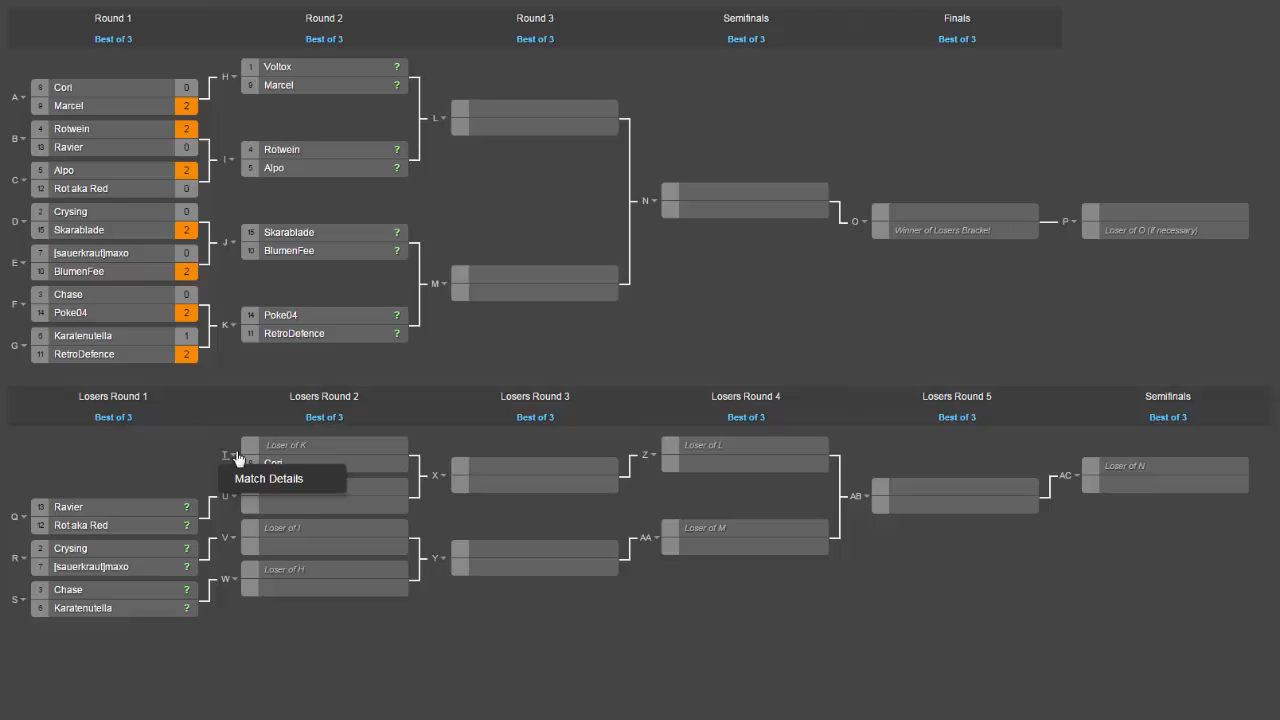 Round 1
Round 2
Round 3
Semifinals
Finals
Best of 3
Best of 3
Best of 3
Best of 3
Best of 3
A
8 Cori 0
9 Marcel 2
B
4 Rotwein 2
13 Ravier 0
C
5 Alpo 2
12 Rot aka Red 0
D
2 Crysing 0
15 Skarablade 2
E
7 [sauerkraut]maxo 0
10 BlumenFee 2
F
3 Chase 0
14 Poke04 2
G
6 Karatenutella 1
11 RetroDefence 2
H
1 Voltox ?
9 Marcel ?
I
4 Rotwein ?
5 Alpo ?
J
15 Skarablade ?
10 BlumenFee ?
K
14 Poke04 ?
11 RetroDefence ?
L
M
N
O
Winner of Losers Bracket
P
Loser of O (if necessary)
Losers Round 1
Losers Round 2
Losers Round 3
Losers Round 4
Losers Round 5
Semifinals
Best of 3
Best of 3
Best of 3
Best of 3
Best of 3
Best of 3
Q
13 Ravier ?
12 Rot aka Red ?
R
2 Crysing ?
7 [sauerkraut]maxo ?
S
3 Chase ?
6 Karatenutella ?
T
Loser of K
Cori
Match Details
U
V
Loser of I
W
Loser of H
X
Y
Z
Loser of L
AA
Loser of M
AB
AC
Loser of N